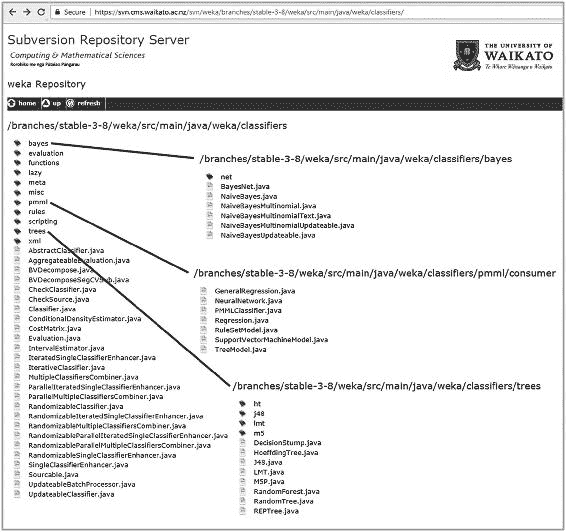 Secure https://svn.cms.waikato.ac.nz/svn/weka/branches/stable-3-8/weka/src/main/java/weka/classifiers/
Subversion Repository Server
Computing & Mathematical Sciences
THE UNIVERSITY OF
WAIKATO
Te Whare Wānanga o Waikato
weka Repository
home up refresh
/branches/stable-3-8/weka/src/main/java/weka/classifiers
bayes
evaluation
functions
lazy
meta
misc
pmml
rules
scripting
trees
xml
AbstractClassifier.java
AggregateableEvaluation.java
BVDecompose.java
BVDecomposeSegCVSub.java
CheckClassifier.java
CheckSource.java
Classifier.java
ConditionalDensityEstimator.java
CostMatrix.java
Evaluation.java
IntervalEstimator.java
IteratedSingleClassifierEnhancer.java
IterativeClassifier.java
MultipleClassifiersCombiner.java
ParallelIteratedSingleClassifierEnhancer.java
ParallelMultipleClassifiersCombiner.java
RandomizableClassifier.java
RandomizableIteratedSingleClassifierEnhancer.java
RandomizableMultipleClassifiersCombiner.java
RandomizableParallelIteratedSingleClassifierEnhancer.java
RandomizableParallelMultipleClassifiersCombiner.java
RandomizableSingleClassifierEnhancer.java
SingleClassifierEnhancer.java
Sourcable.java
UpdateableBatchProcessor.java
UpdateableClassifier.java
/branches/stable-3-8/weka/src/main/java/weka/classifiers/bayes
net
BayesNet.java
NaiveBayes.java
NaiveBayesMultinomial.java
NaiveBayesMultinomialText.java
NaiveBayesMultinomialUpdateable.java
NaiveBayesUpdateable.java
/branches/stable-3-8/weka/src/main/java/weka/classifiers/pmml/consumer
GeneralRegression.java
NeuralNetwork.java
PMMLClassifier.java
Regression.java
RuleSetModel.java
SupportVectorMachineModel.java
TreeModel.java
/branches/stable-3-8/weka/src/main/java/weka/classifiers/trees
ht
j48
lmt
m5
DecisionStump.java
HoeffdingTree.java
J48.java
LMT.java
M5P.java
RandomForest.java
RandomTree.java
REPTree.java